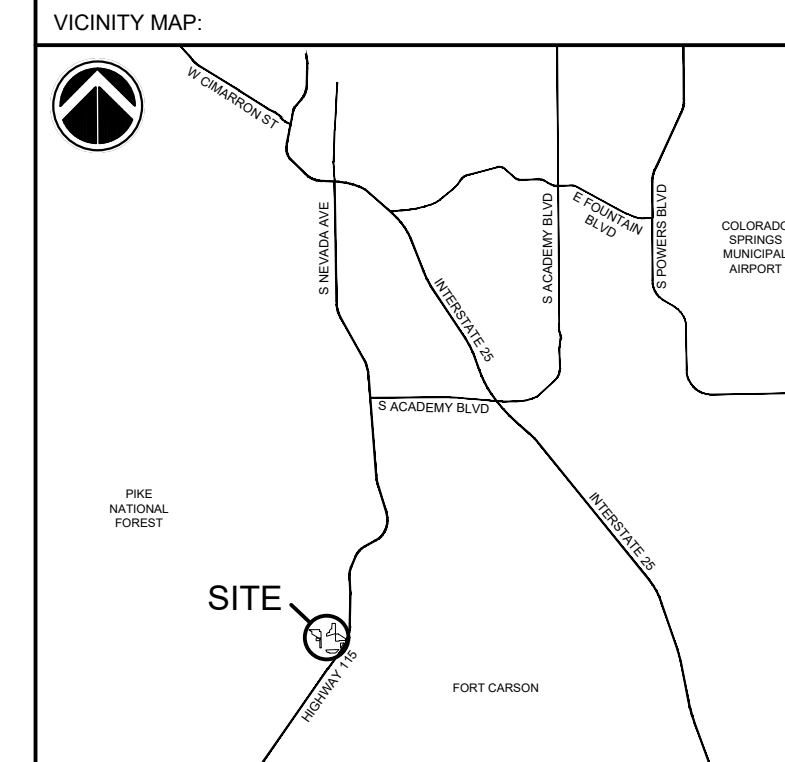 VICINITY MAP:
W CIMARRON ST
S NEVADA AVE
INTERSTATE 25
S ACADEMY BLVD
E FOUNTAIN
BLVD
S POWERS BLVD
COLORADO
SPRINGS
MUNICIPAL
AIRPORT
S ACADEMY BLVD
PIKE
NATIONAL
FOREST
INTERSTATE 25
SITE
HIGHWAY 115
FORT CARSON